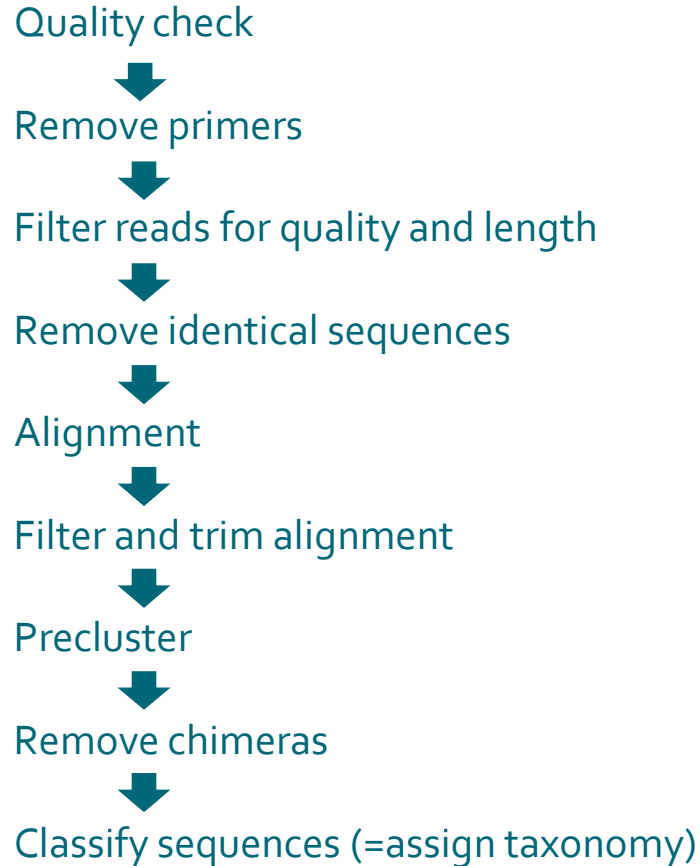 Quality check
Remove primers
Filter reads for quality and length
Remove identical sequences
Alignment
Filter and trim alignment
Precluster
Remove chimeras
Classify sequences (=assign taxonomy)